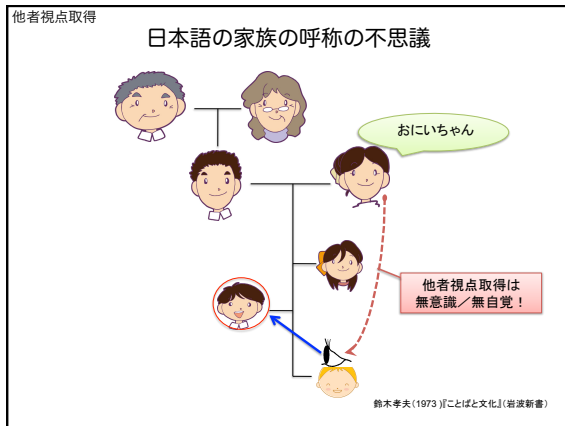 他者視点取得
日本語の家族の呼称の不思議
おにいちゃん
他者視点取得は
無意識／無自覚！
鈴木孝夫(1973 )『ことばと文化』(岩波新書)